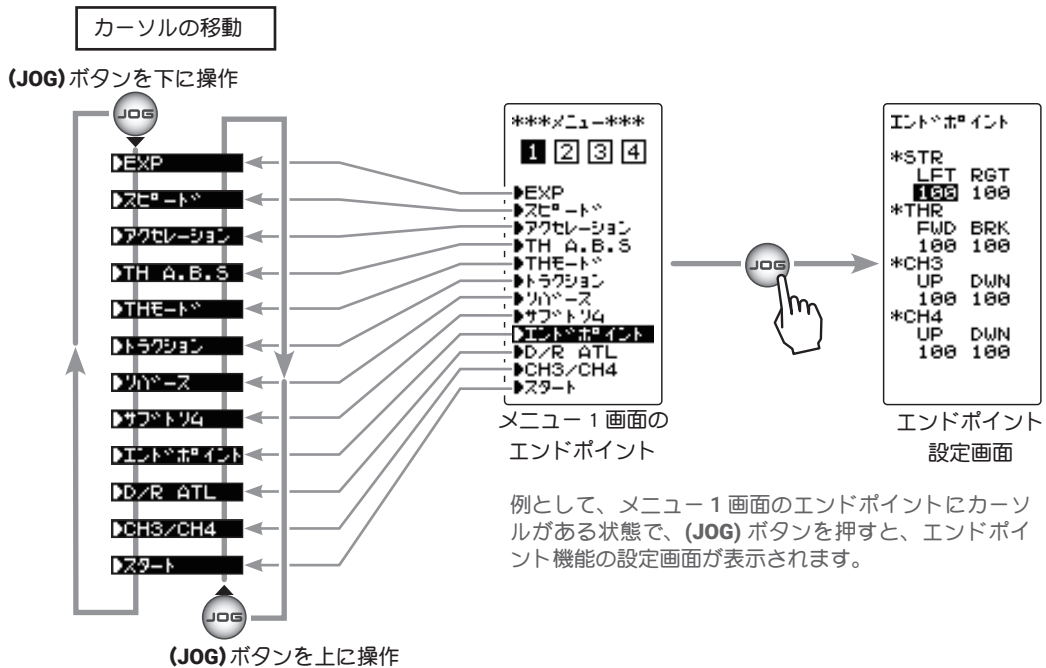 カーソルの移動
(JOG)ボタンを下に操作
JOG
▶EXP
▶スピード
▶アクセレーション
▶TH A.B.S
▶THモード
▶トラクション
▶リバース
▶サブトリム
▶エンドポイント
▶D/R ATL
▶CH3/CH4
▶スタート
JOG
(JOG)ボタンを上に操作
***メニュー***
1 2 3 4
▶EXP
▶スピード
▶アクセレーション
▶TH A.B.S
▶THモード
▶トラクション
▶リバース
▶サブトリム
▶エンドポイント
▶D/R ATL
▶CH3/CH4
▶スタート
メニュー1画面の
エンドポイント
JOG
エンドポイント
*STR
LFT RGT
100 100
*THR
FWD BRK
100 100
*CH3
UP DWN
100 100
*CH4
UP DWN
100 100
エンドポイント
設定画面
例として、メニュー1画面のエンドポイントにカーソ
ルがある状態で、(JOG) ボタンを押すと、エンドポイ
ント機能の設定画面が表示されます。